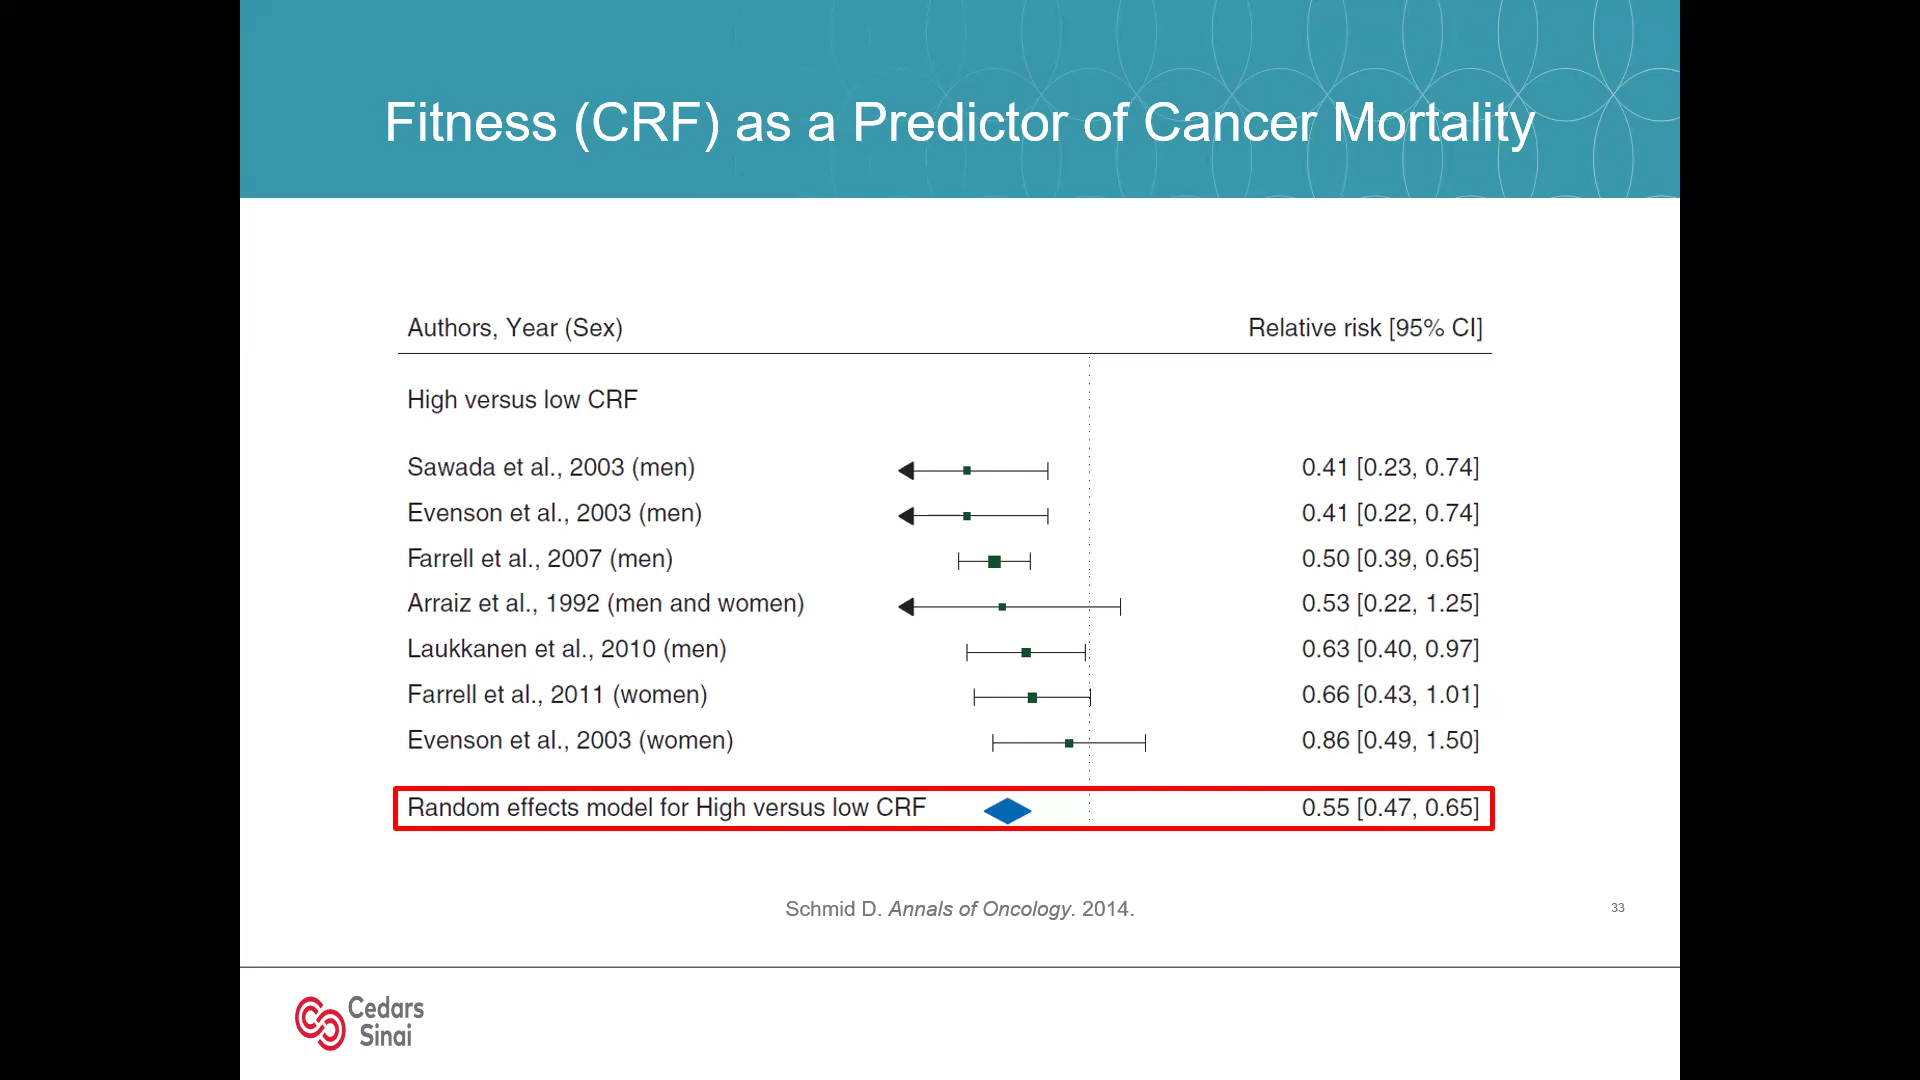 Fitness (CRF) as a Predictor of Cancer Mortality
Authors, Year (Sex) Relative risk [95% CI]
High versus low CRF
Sawada et al., 2003 (men) 0.41 [0.23, 0.74]
Evenson et al., 2003 (men) 0.41 [0.22, 0.74]
Farrell et al., 2007 (men) 0.50 [0.39, 0.65]
Arraiz et al., 1992 (men and women) 0.53 [0.22, 1.25]
Laukkanen et al., 2010 (men) 0.63 [0.40, 0.97]
Farrell et al., 2011 (women) 0.66 [0.43, 1.01]
Evenson et al., 2003 (women) 0.86 [0.49, 1.50]
Random effects model for High versus low CRF 0.55 [0.47, 0.65]
Schmid D. Annals of Oncology. 2014.
33
Cedars
Sinai